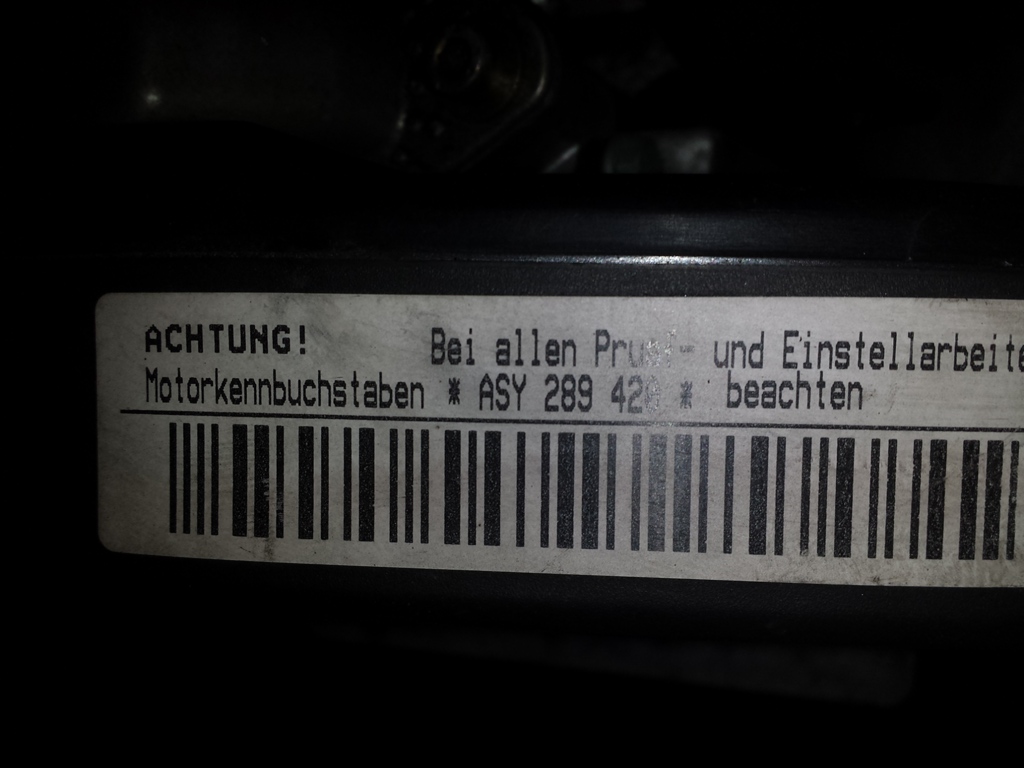 ACHTUNG! Bei allen und Einstellarbeite
Motorkennbuchstaben * ASY 289 * beachten